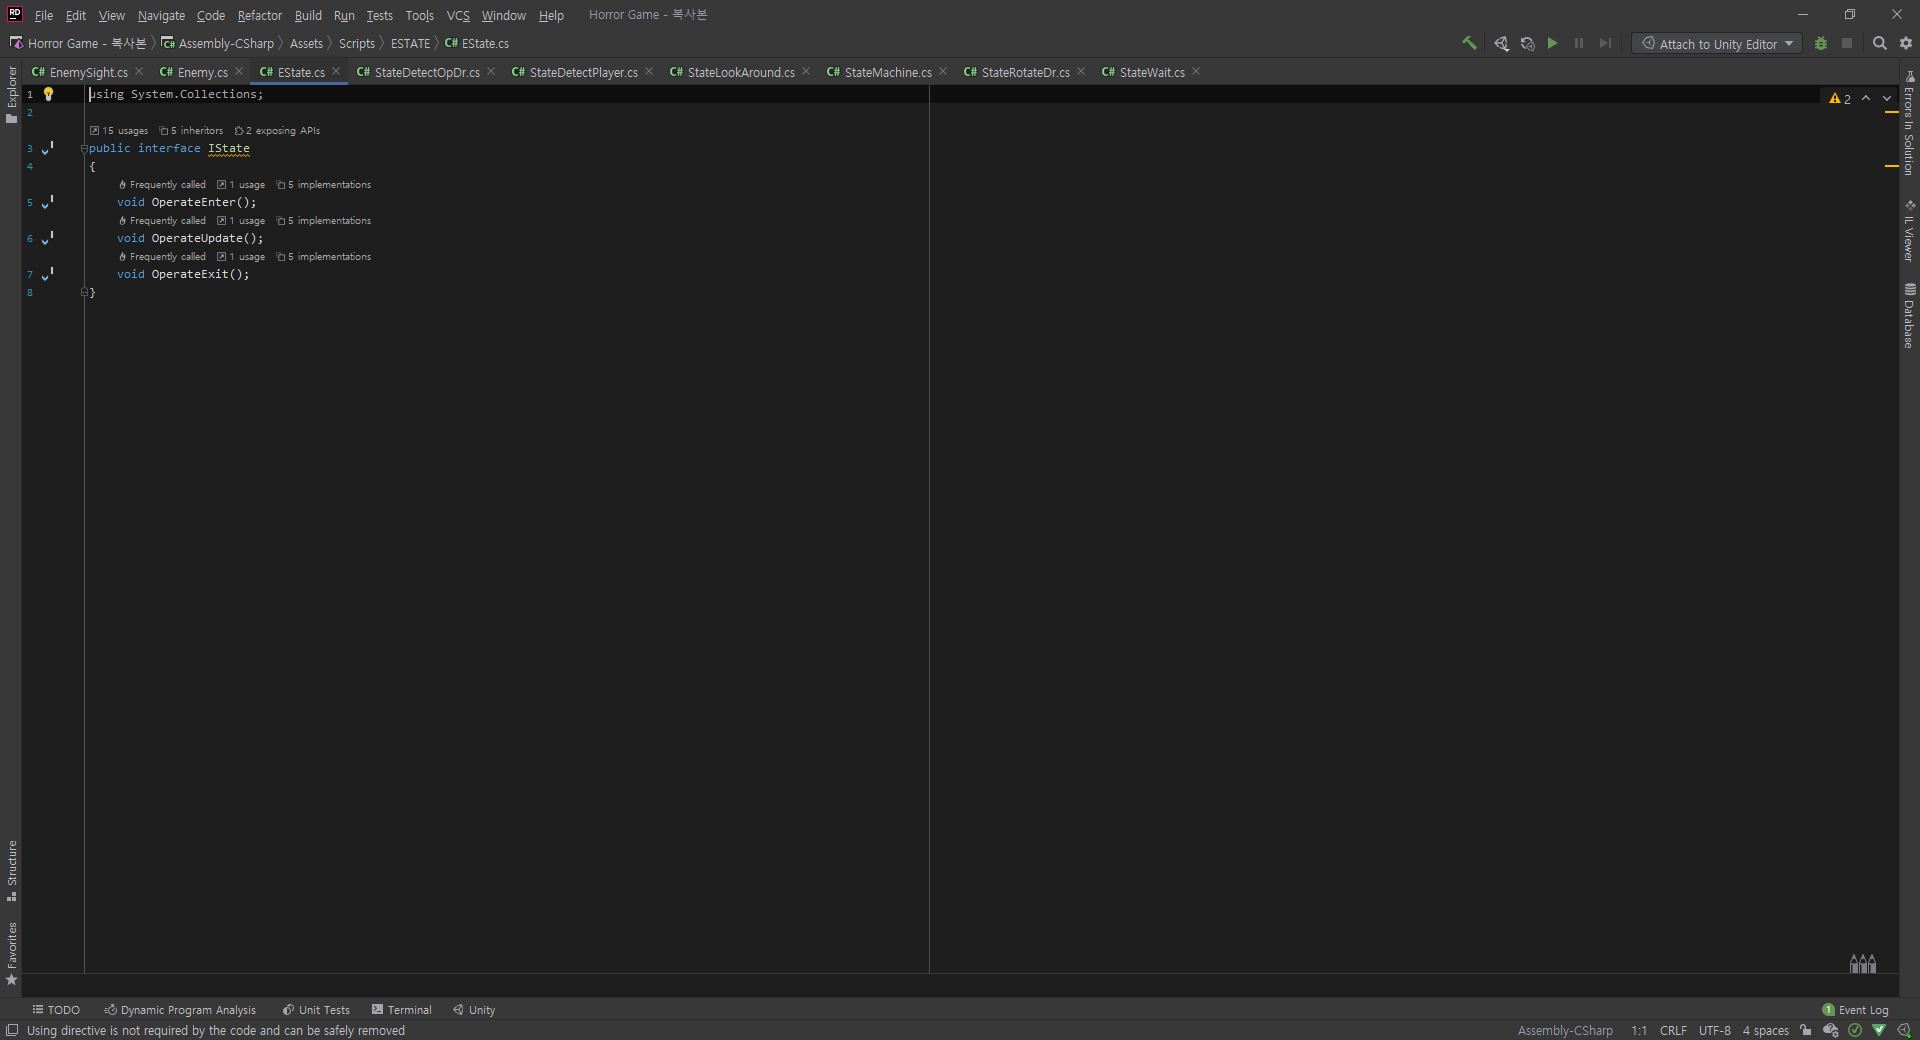 RD File Edit View Navigate Code Refactor Build Run Tests Tools VCS Window Help Horror Game - 복사본
Horror Game - 복사본 Assembly-CSharp Assets Scripts ESTATE C# EState.cs Attach to Unity Editor
C# EnemySight.cs C# Enemy.cs C# EState.cs C# StateDetectOpDr.cs C# StateDetectPlayer.cs C# StateLookAround.cs C# StateMachine.cs C# StateRotateDr.cs C# StateWait.cs
Explorer
1 using System.Collections; 2
2
15 usages 5 inheritors 2 exposing APIs
3 public interface IState
4 {
Frequently called 1 usage 5 implementations
5 void OperateEnter();
Frequently called 1 usage 5 implementations
6 void OperateUpdate();
Frequently called 1 usage 5 implementations
7 void OperateExit();
8 }
Errors In Solution
IL Viewer
Database
Structure
Favorites
TODO Dynamic Program Analysis Unit Tests Terminal Unity 1 Event Log
Using directive is not required by the code and can be safely removed Assembly-CSharp 1:1 CRLF UTF-8 4 spaces